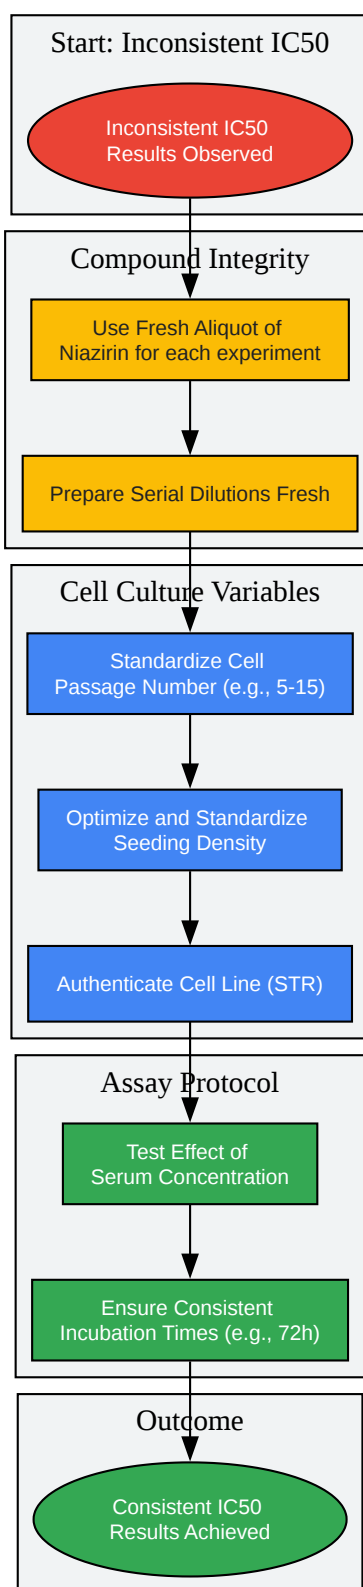 Start: Inconsistent IC50
Inconsistent IC50
Results Observed
Compound Integrity
Use Fresh Aliquot of
Niazirin for each experiment
Prepare Serial Dilutions Fresh
Cell Culture Variables
Standardize Cell
Passage Number (e.g., 5-15)
Optimize and Standardize
Seeding Density
Authenticate Cell Line (STR)
Assay Protocol
Test Effect of
Serum Concentration
Ensure Consistent
Incubation Times (e.g., 72h)
Outcome
Consistent IC50
Results Achieved